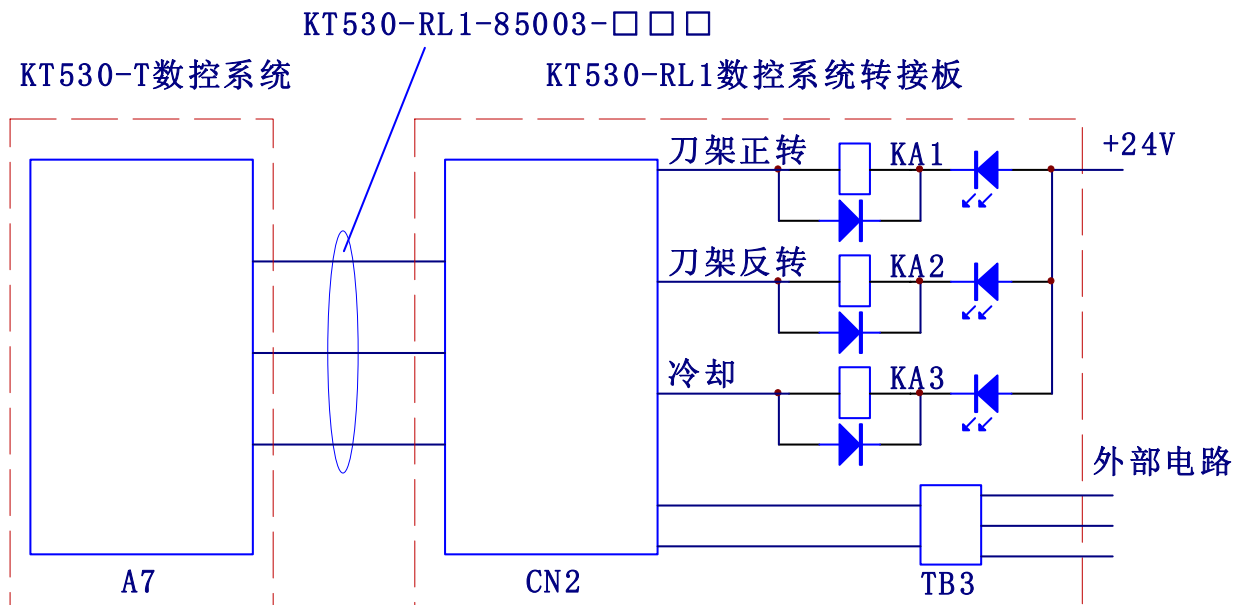 KT530-RL1-85003-□□□
KT530-T数控系统
KT530-RL1数控系统转接板
刀架正转
KA1
+24V
刀架反转
KA2
冷却
KA3
外部电路
A7
CN2
TB3